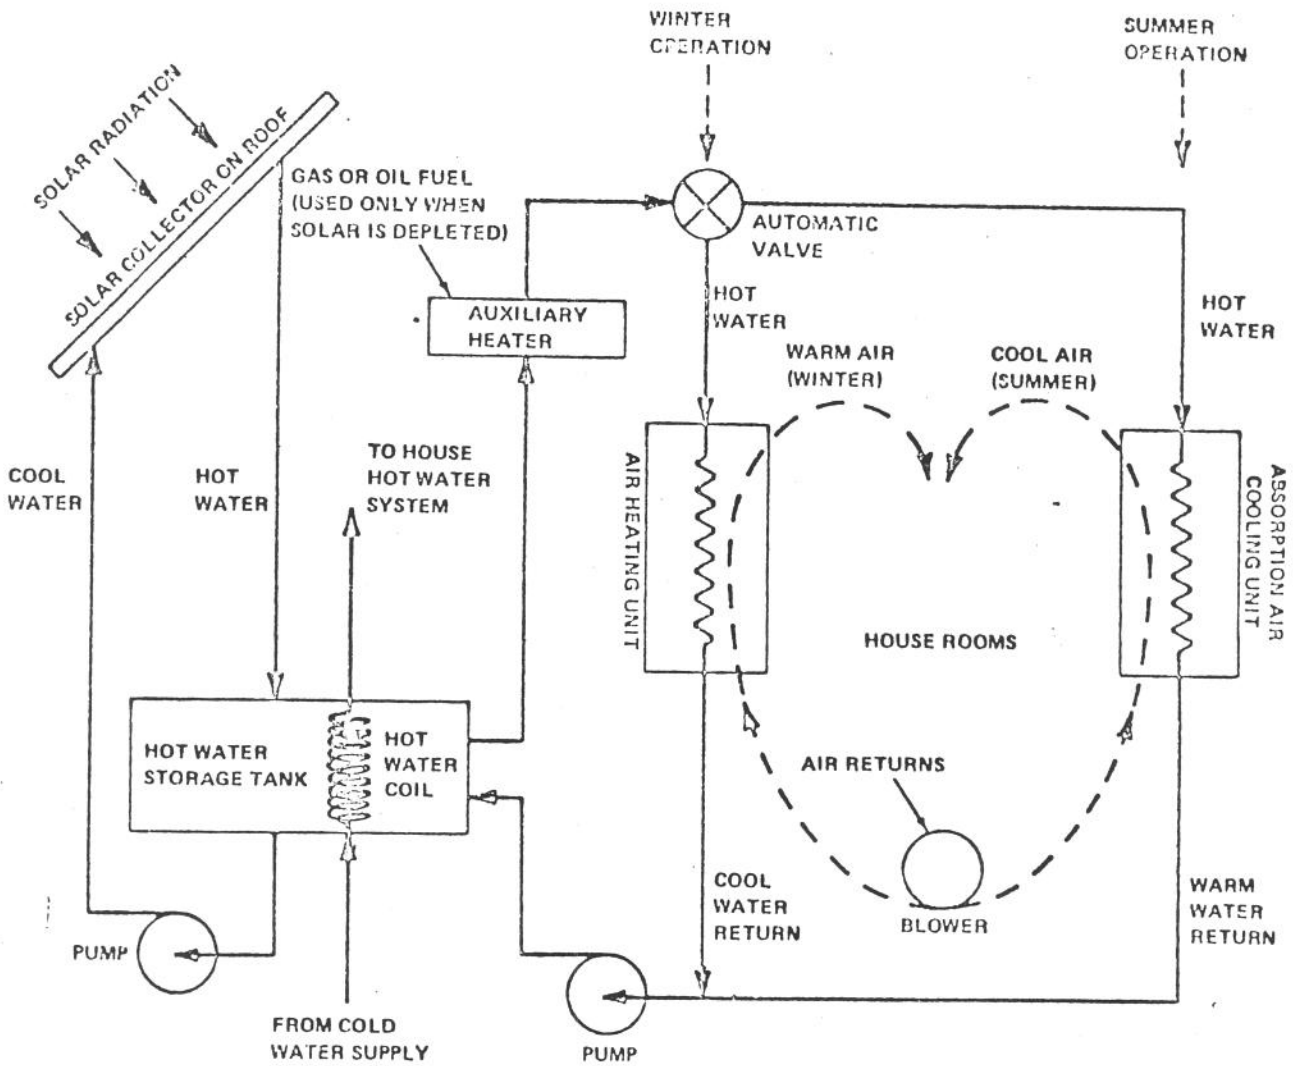 WINTER
OPERATION
SUMMER
OPERATION
SOLAR RADIATION
SOLAR COLLECTOR ON ROOF
GAS OR OIL FUEL
(USED ONLY WHEN
SOLAR IS DEPLETED)
AUTOMATIC
VALVE
AUXILIARY
HEATER
HOT
WATER
HOT
WATER
WARM AIR
(WINTER)
COOL AIR
(SUMMER)
COOL
WATER
HOT
WATER
TO HOUSE
HOT WATER
SYSTEM
AIR HEATING UNIT
ABSORPTION AIR
COOLING UNIT
HOUSE ROOMS
HOT WATER
STORAGE TANK
HOT
WATER
COIL
AIR RETURNS
COOL
WATER
RETURN
BLOWER
WARM
WATER
RETURN
PUMP
FROM COLD
WATER SUPPLY
PUMP